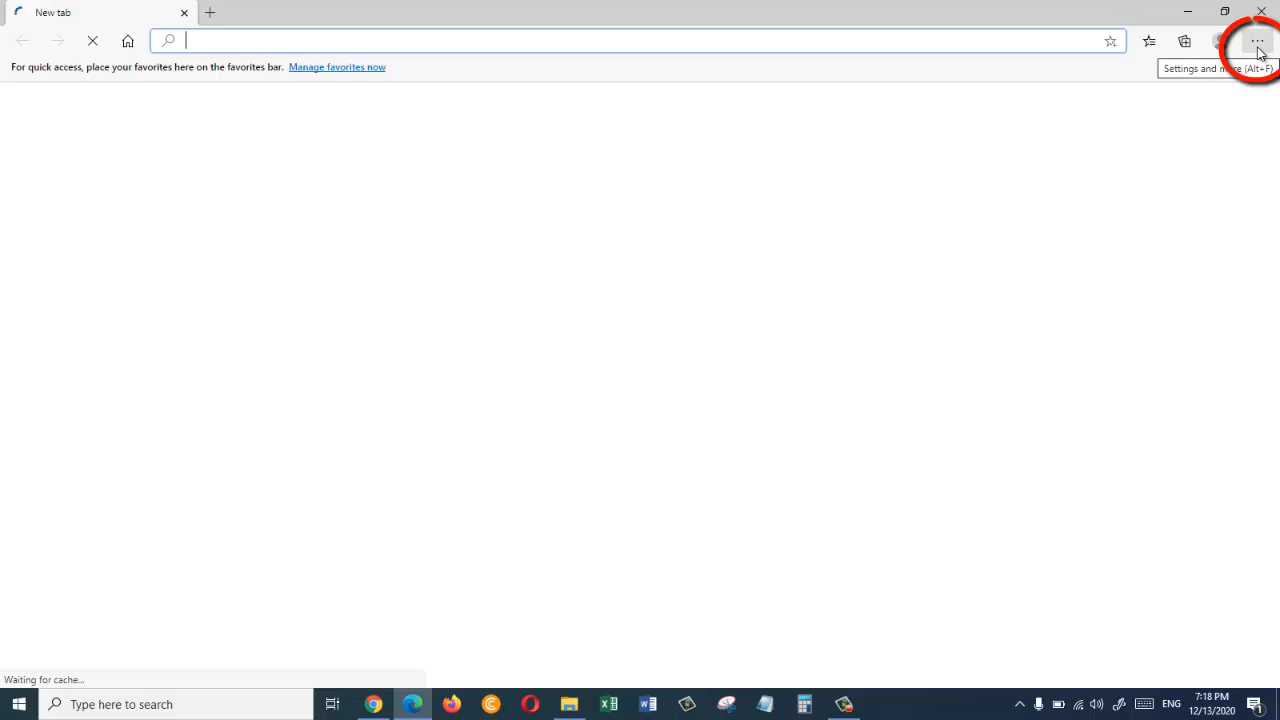 New tab
For quick access, place your favorites here on the favorites bar. Manage favorites now
Settings and more (Alt+F)
Waiting for cache...
Type here to search
ENG
7:18 PM
12/13/2020
1